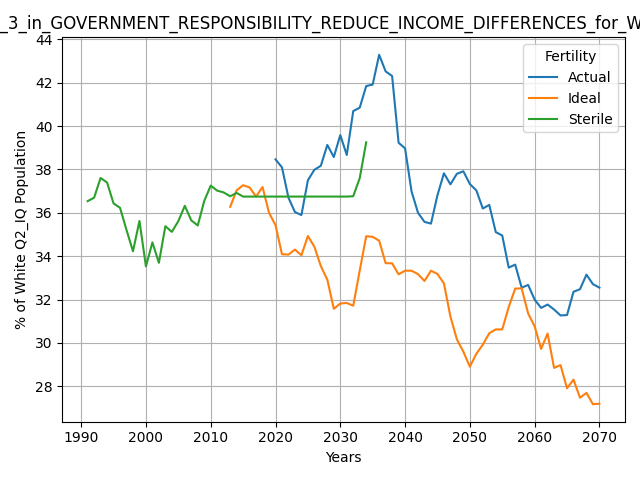 _3_in_GOVERNMENT_RESPONSIBILITY_REDUCE_INCOME_DIFFERENCES_for_W
Fertility
Actual
Ideal
Sterile
% of White Q2_IQ Population
44
42
40
38
36
34
32
30
28
1990 2000 2010 2020 2030 2040 2050 2060 2070
Years